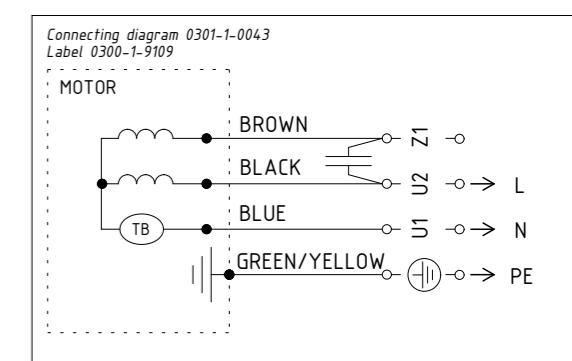 Connecting diagram 0301-1-0043
Label 0300-1-9109
MOTOR
BROWN
Z1
BLACK
U2
L
BLUE
TB
U1
N
GREEN/YELLOW
PE